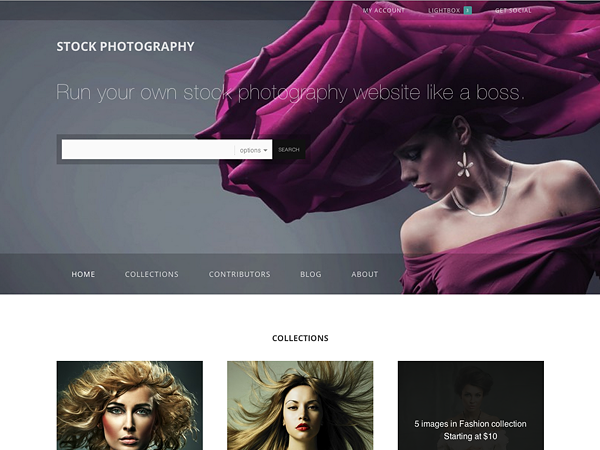 MY ACCOUNT
LIGHTBOX
GET SOCIAL
STOCK PHOTOGRAPHY
Run your own stock photography website like a boss.
options
SEARCH
HOME
COLLECTIONS
CONTRIBUTORS
BLOG
ABOUT
COLLECTIONS
5 images in Fashion collection
Starting at $10